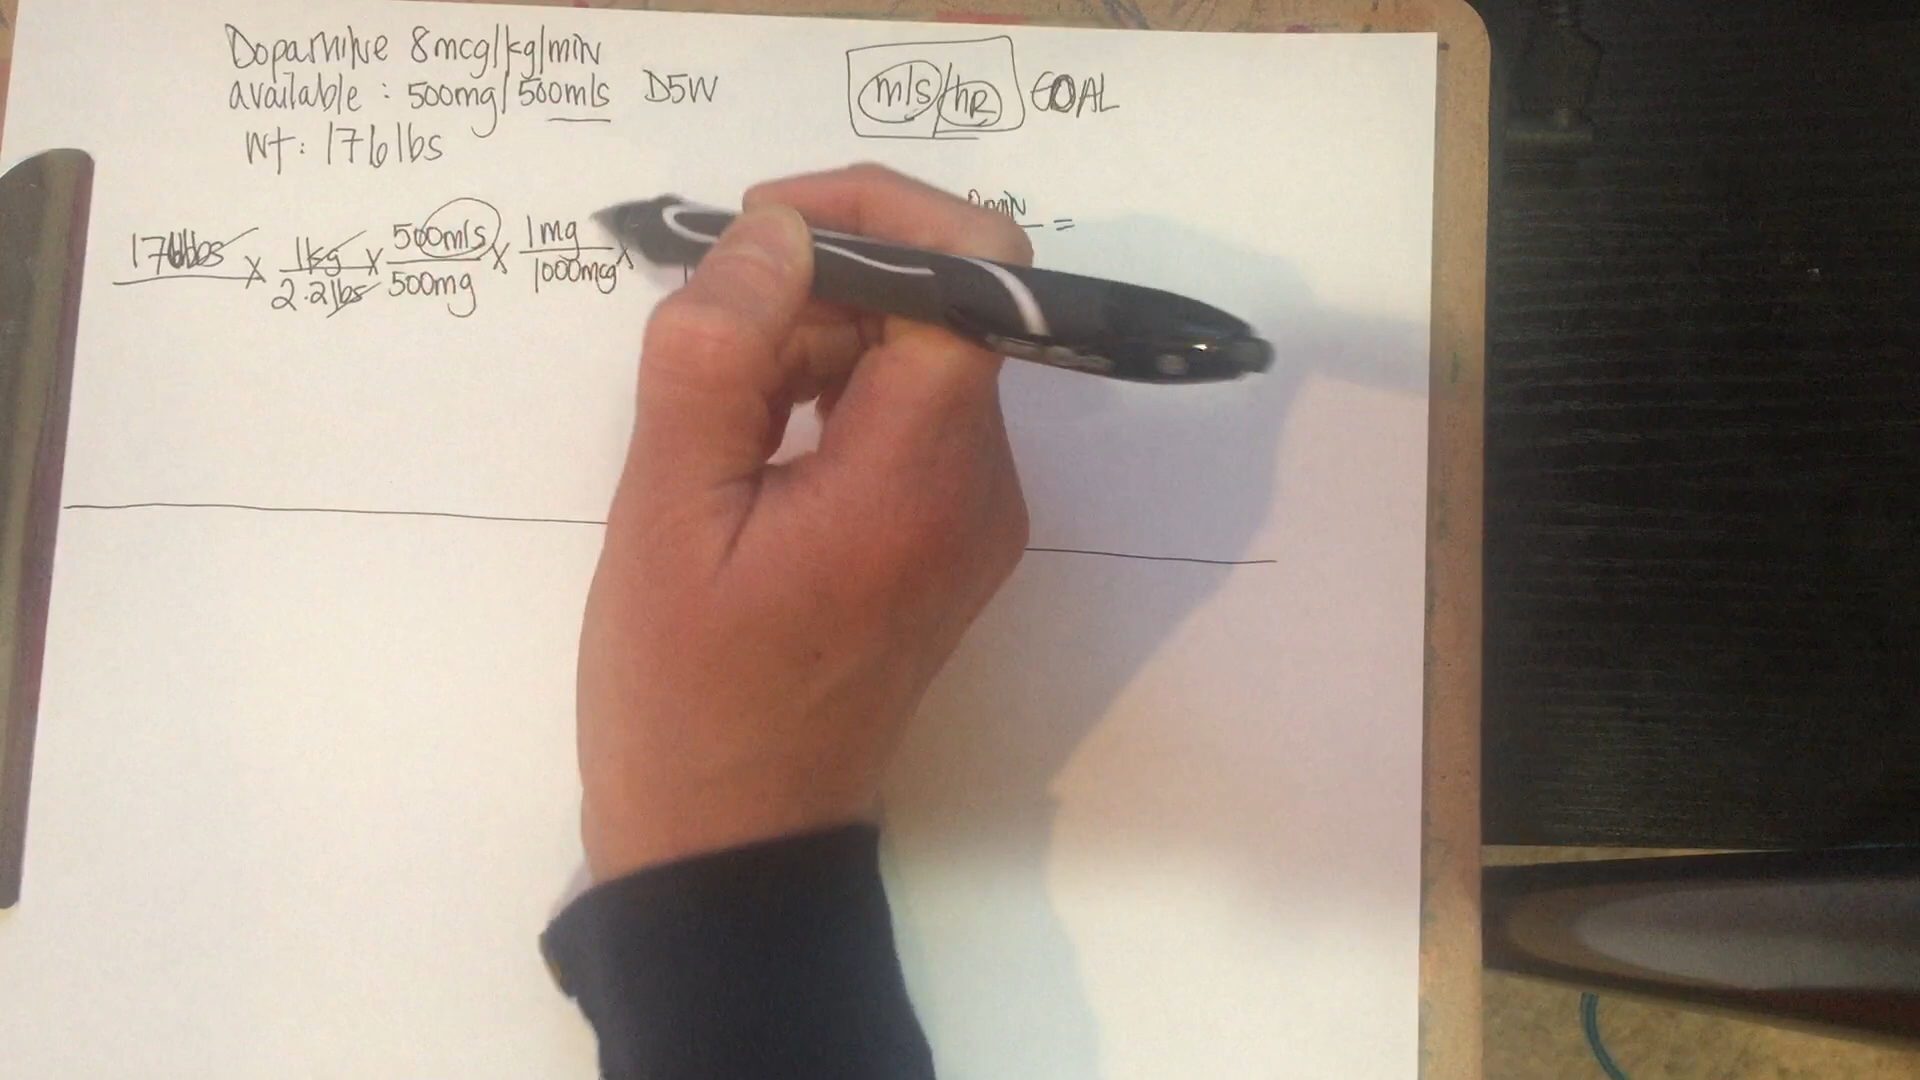 Dopamine 8mcg/kg/min
available : 500mg/500mls D5W
mls/hr GOAL
wt: 176lbs
176lbs x 1kg/2.2lbs x 500mls/500mg x 1mg/1000mcg x min =